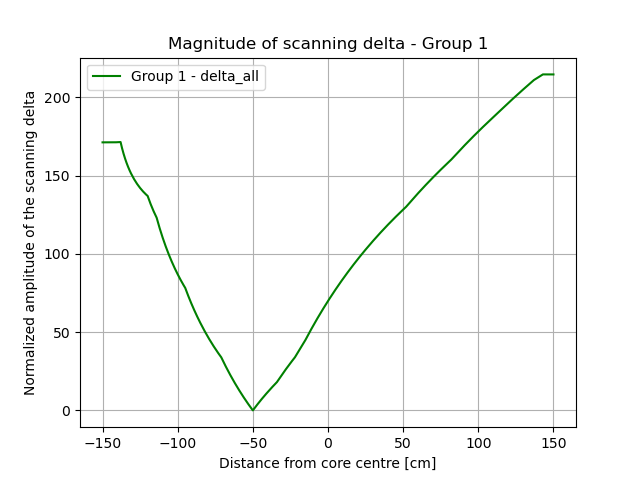 Magnitude of scanning delta - Group 1
Group 1 - delta_all
Normalized amplitude of the scanning delta
200
150
100
50
0
−150 −100 −50 0 50 100 150
Distance from core centre [cm]